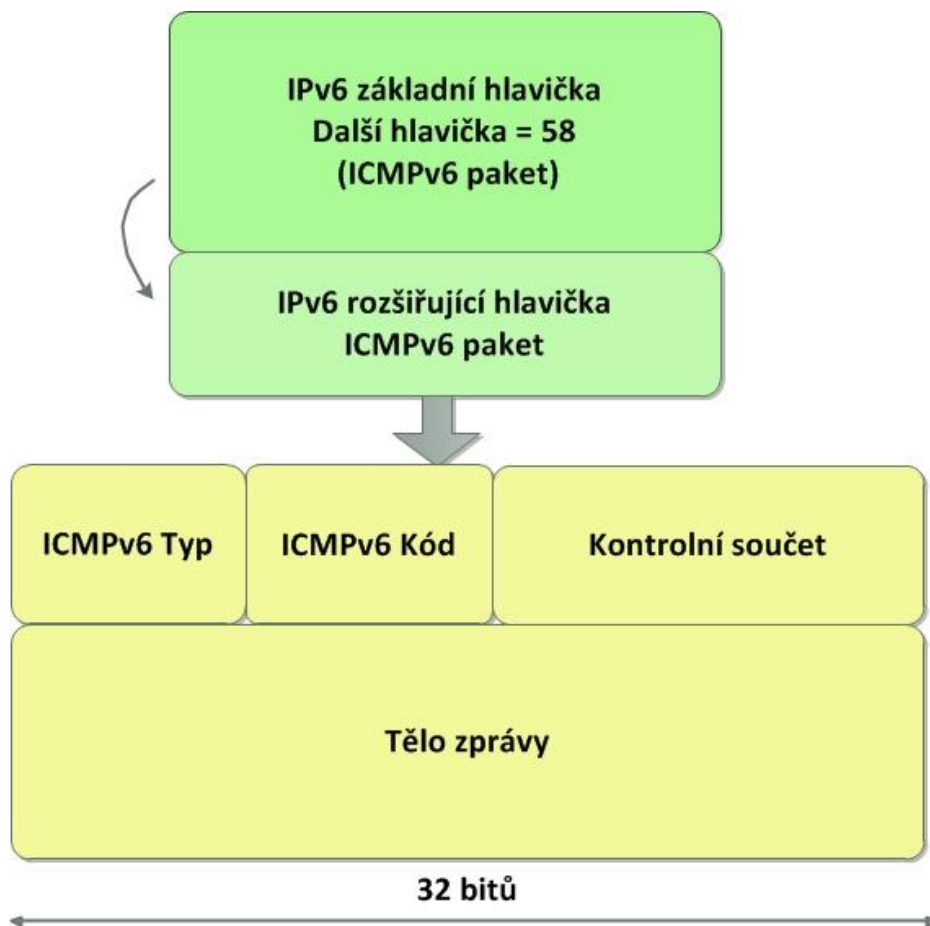 IPv6 základní hlavička
Další hlavička = 58
(ICMPv6 paket)
IPv6 rozšiřující hlavička
ICMPv6 paket
ICMPv6 Typ
ICMPv6 Kód
Kontrolní součet
Tělo zprávy
32 bitů